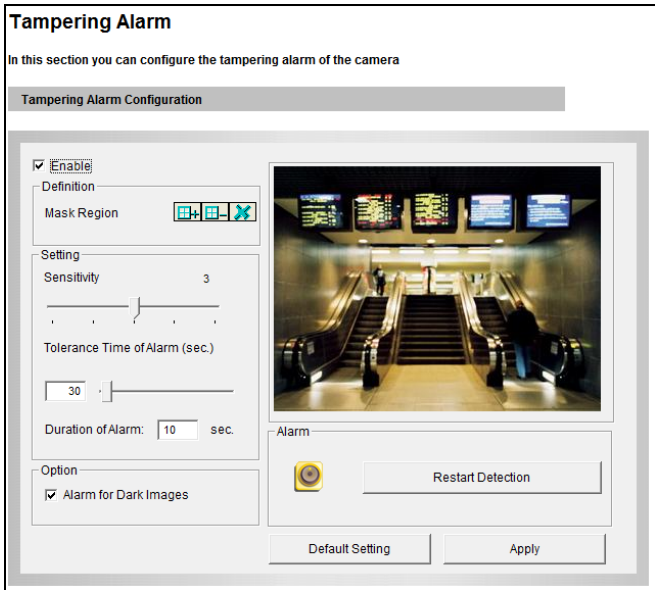 Tampering Alarm
In this section you can configure the tampering alarm of the camera
Tampering Alarm Configuration
Enable
Definition
Mask Region
Setting
Sensitivity 3
Tolerance Time of Alarm (sec.)
30
Duration of Alarm: 10 sec.
Option
Alarm for Dark Images
Alarm
Restart Detection
Default Setting
Apply